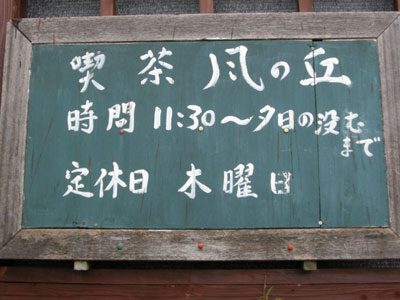 喫茶 風の丘
時間 11:30〜夕日の没む
まで
定休日 木曜日